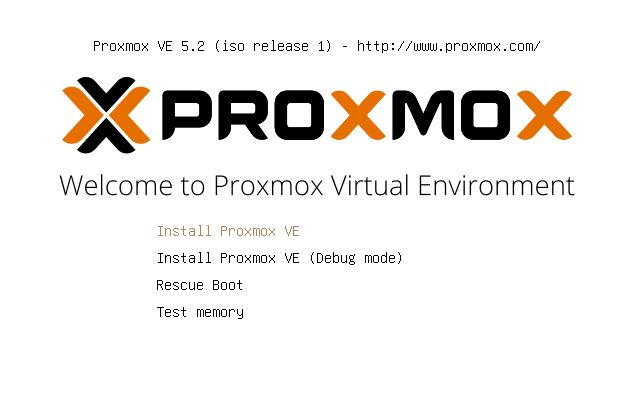 Proxmox VE 5.2 (iso release 1) - http://www.proxmox.com/
PROXMOX
Welcome to Proxmox Virtual Environment
Install Proxmox VE
Install Proxmox VE (Debug mode)
Rescue Boot
Test memory